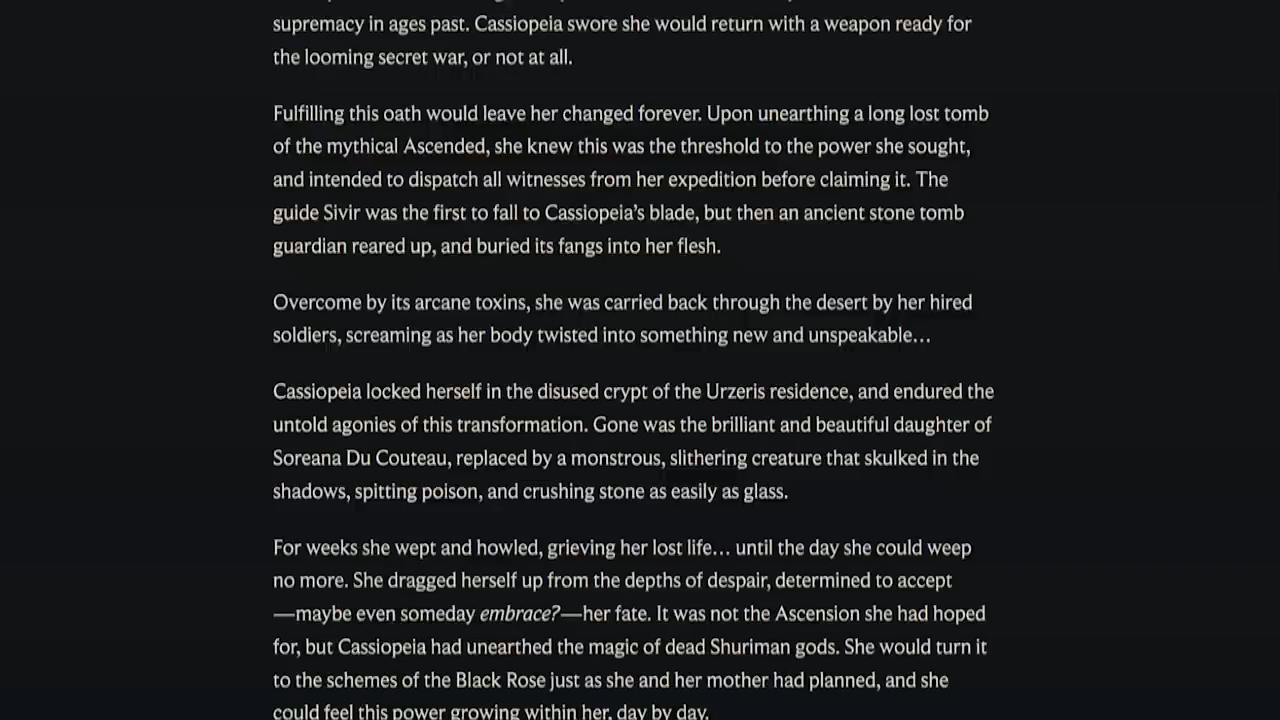 supremacy in ages past. Cassiopeia swore she would return with a weapon ready for
the looming secret war, or not at all.
Fulfilling this oath would leave her changed forever. Upon unearthing a long lost tomb
of the mythical Ascended, she knew this was the threshold to the power she sought,
and intended to dispatch all witnesses from her expedition before claiming it. The
guide Sivir was the first to fall to Cassiopeia’s blade, but then an ancient stone tomb
guardian reared up, and buried its fangs into her flesh.
Overcome by its arcane toxins, she was carried back through the desert by her hired
soldiers, screaming as her body twisted into something new and unspeakable…
Cassiopeia locked herself in the disused crypt of the Urzeris residence, and endured the
untold agonies of this transformation. Gone was the brilliant and beautiful daughter of
Soreana Du Couteau, replaced by a monstrous, slithering creature that skulked in the
shadows, spitting poison, and crushing stone as easily as glass.
For weeks she wept and howled, grieving her lost life… until the day she could weep
no more. She dragged herself up from the depths of despair, determined to accept
—maybe even someday embrace?—her fate. It was not the Ascension she had hoped
for, but Cassiopeia had unearthed the magic of dead Shuriman gods. She would turn it
to the schemes of the Black Rose just as she and her mother had planned, and she
could feel this power growing within her, day by day.